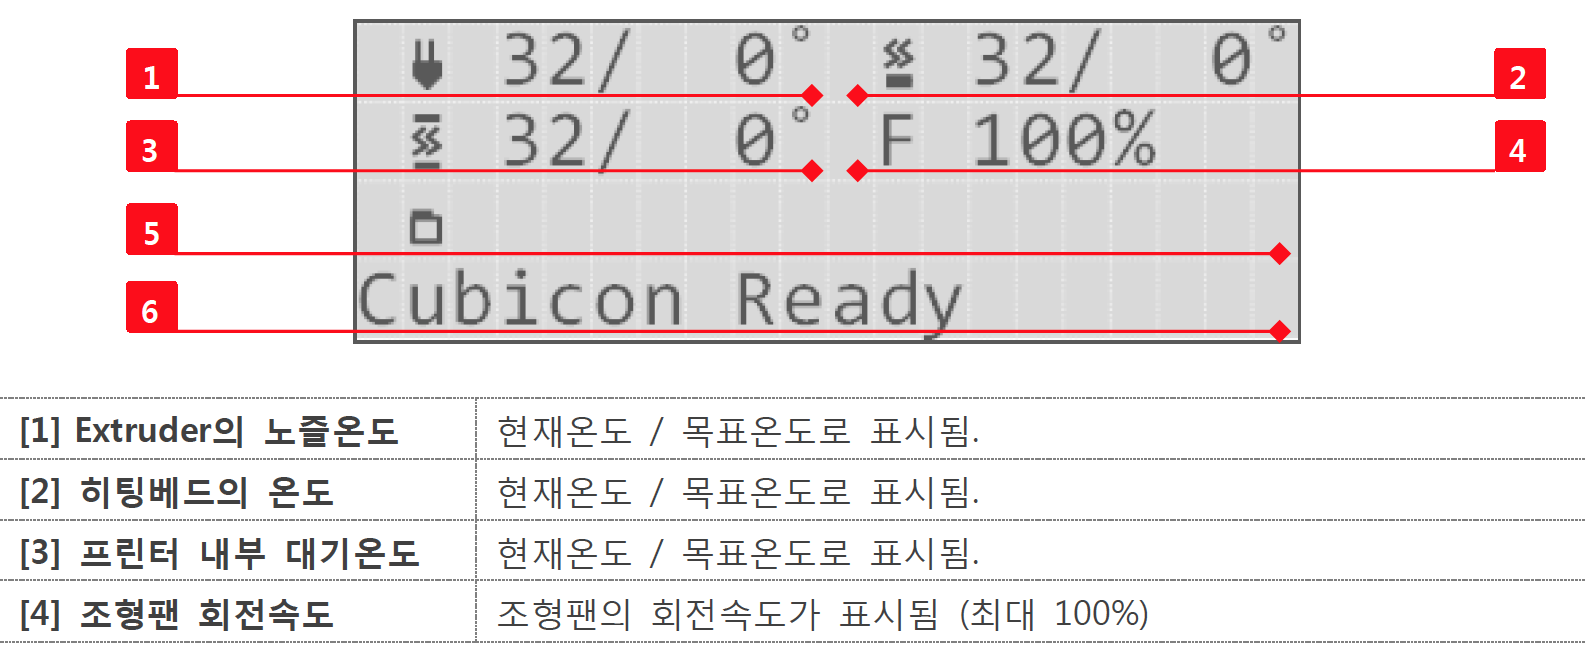 1 32/ 0° 32/ 0° 2
3 32/ 0° F 100% 4
5
6 Cubicon Ready
[1] Extruder의 노즐온도 현재온도 / 목표온도로 표시됨.
[2] 히팅베드의 온도 현재온도 / 목표온도로 표시됨.
[3] 프린터 내부 대기온도 현재온도 / 목표온도로 표시됨.
[4] 조형팬 회전속도 조형팬의 회전속도가 표시됨 (최대 100%)